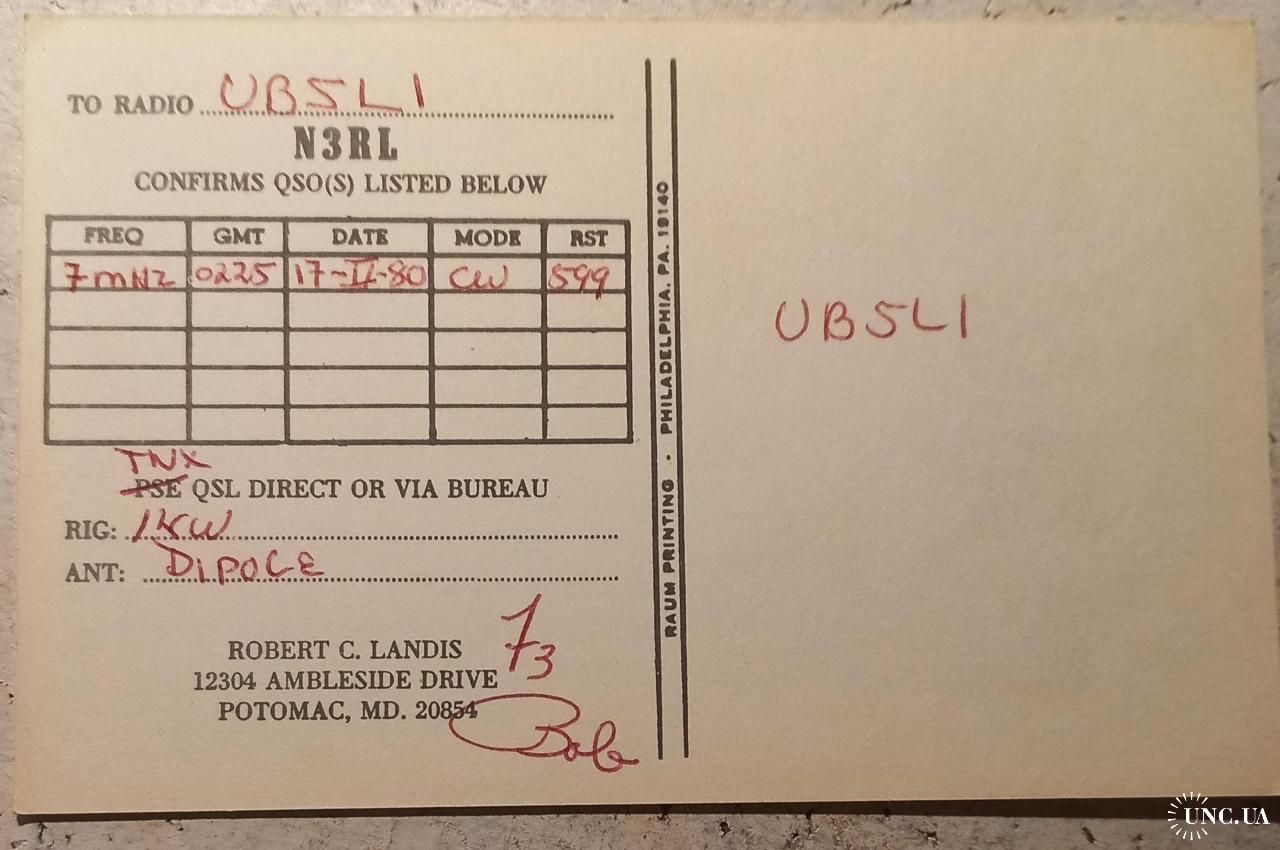 TO RADIO UB5LI
N3RL
CONFIRMS QSO(S) LISTED BELOW
FREQ GMT DATE MODE RST
7 mHz 0225 17-II-80 CW 599
TNX
PSE QSL DIRECT OR VIA BUREAU
RIG: 1KW
ANT: DIPOLE
73
ROBERT C. LANDIS
12304 AMBLESIDE DRIVE
POTOMAC, MD. 20854
Bob
RAUM PRINTING · PHILADELPHIA, PA. 19140
UB5LI
UNC.UA